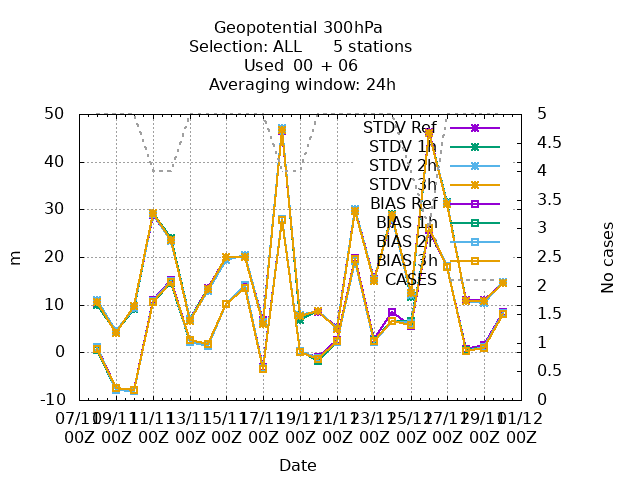 Geopotential 300hPa
Selection: ALL 5 stations
Used 00 + 06
Averaging window: 24h
STDV Ref
STDV 1h
STDV 2h
STDV 3h
BIAS Ref
BIAS 1h
BIAS 2h
BIAS 3h
CASES
50
40
30
20
10
0
-10
m
5
4.5
4
3.5
3
2.5
2
1.5
1
0.5
0
No cases
07/11 09/11 11/11 13/11 15/11 17/11 19/11 21/11 23/11 25/11 27/11 29/11 01/12
00Z 00Z 00Z 00Z 00Z 00Z 00Z 00Z 00Z 00Z 00Z 00Z 00Z
Date